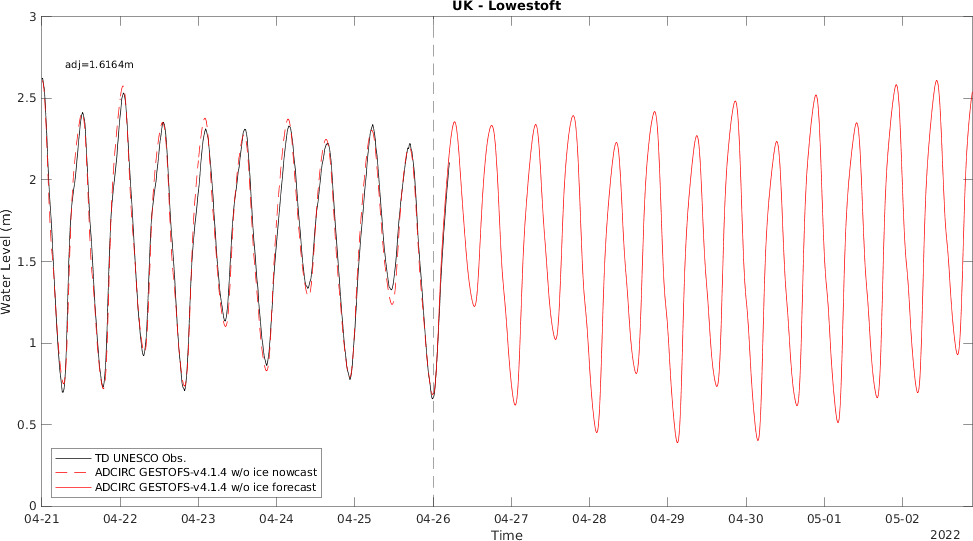 UK - Lowestoft
3
adj=1.6164m
2.5
2
Water Level (m)
1.5
1
0.5
0
TD UNESCO Obs.
ADCIRC GESTOFS-v4.1.4 w/o ice nowcast
ADCIRC GESTOFS-v4.1.4 w/o ice forecast
04-21 04-22 04-23 04-24 04-25 04-26 04-27 04-28 04-29 04-30 05-01 05-02
Time
2022